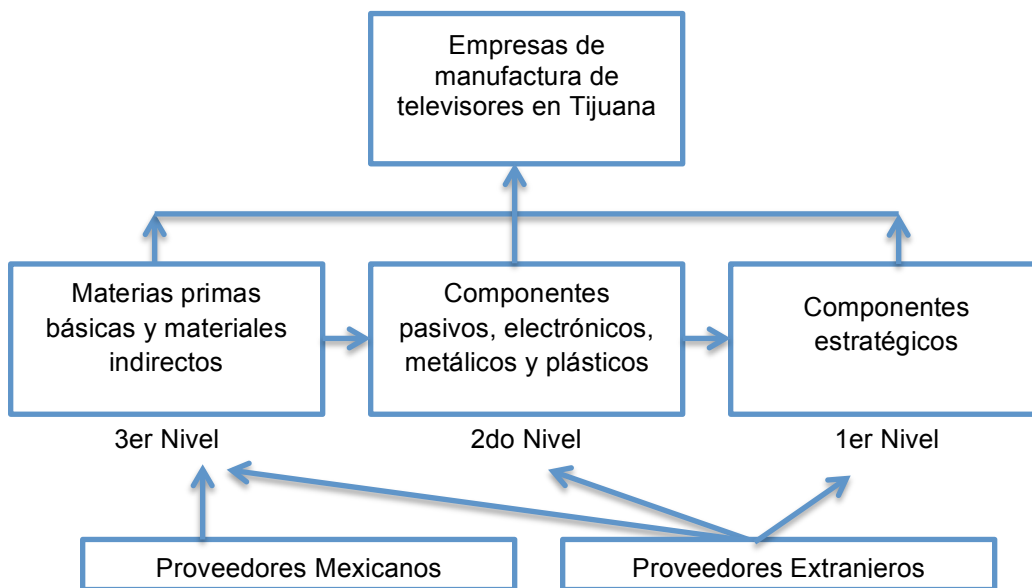 Empresas de
manufactura de
televisores en Tijuana
Materias primas
básicas y materiales
indirectos
Componentes
pasivos, electrónicos,
metálicos y plásticos
Componentes
estratégicos
3er Nivel
2do Nivel
1er Nivel
Proveedores Mexicanos
Proveedores Extranjeros